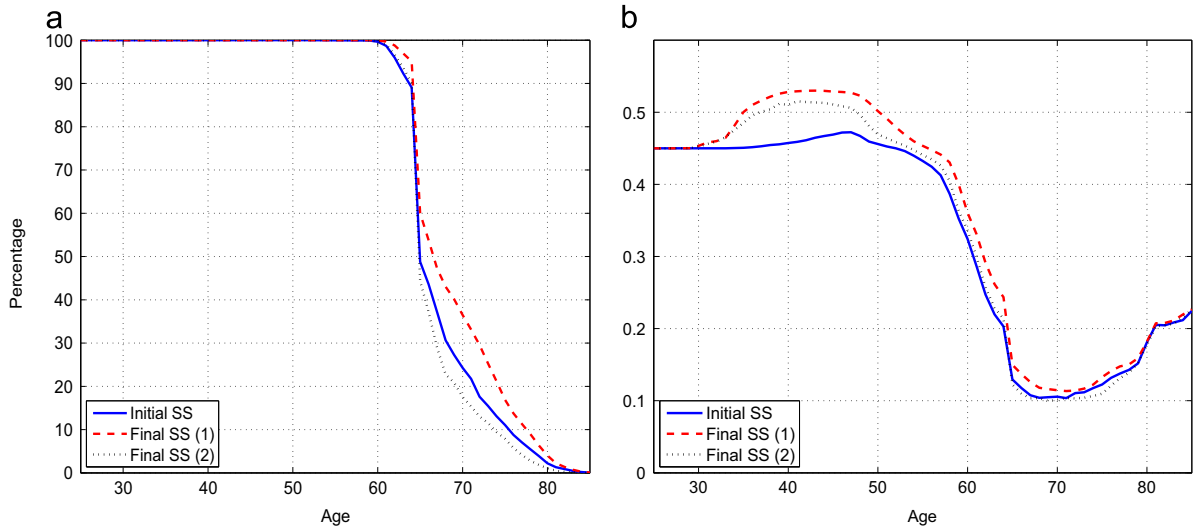 a
100
90
80
70
60
50
40
30
20
10
0
Percentage
30 40 50 60 70 80
Age
Initial SS
Final SS (1)
Final SS (2)
b
0.5
0.4
0.3
0.2
0.1
0
30 40 50 60 70 80
Age
Initial SS
Final SS (1)
Final SS (2)